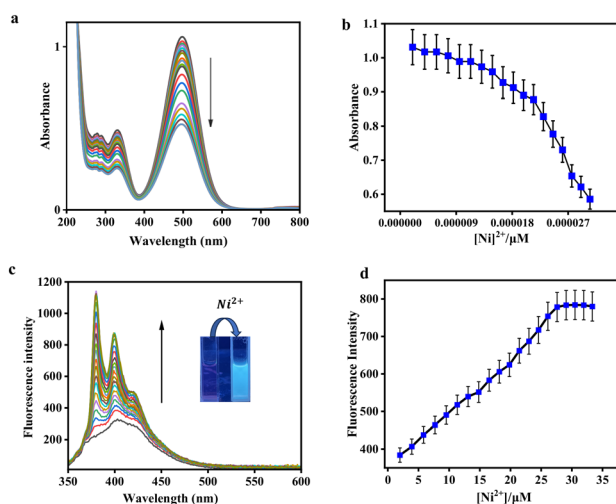 a
1
0
Absorbance
200 300 400 500 600 700 800
Wavelength (nm)
b
1.1
1.0
0.9
0.8
0.7
0.6
Absorbance
0.000000 0.000009 0.000018 0.000027
[Ni]²⁺/μM
c
1200
1000
800
600
400
200
Fluorescence intensity
Ni²⁺
350 400 450 500 550 600
Wavelength (nm)
d
800
700
600
500
400
Fluorescence Intensity
0 5 10 15 20 25 30 35
[Ni²⁺]/μM